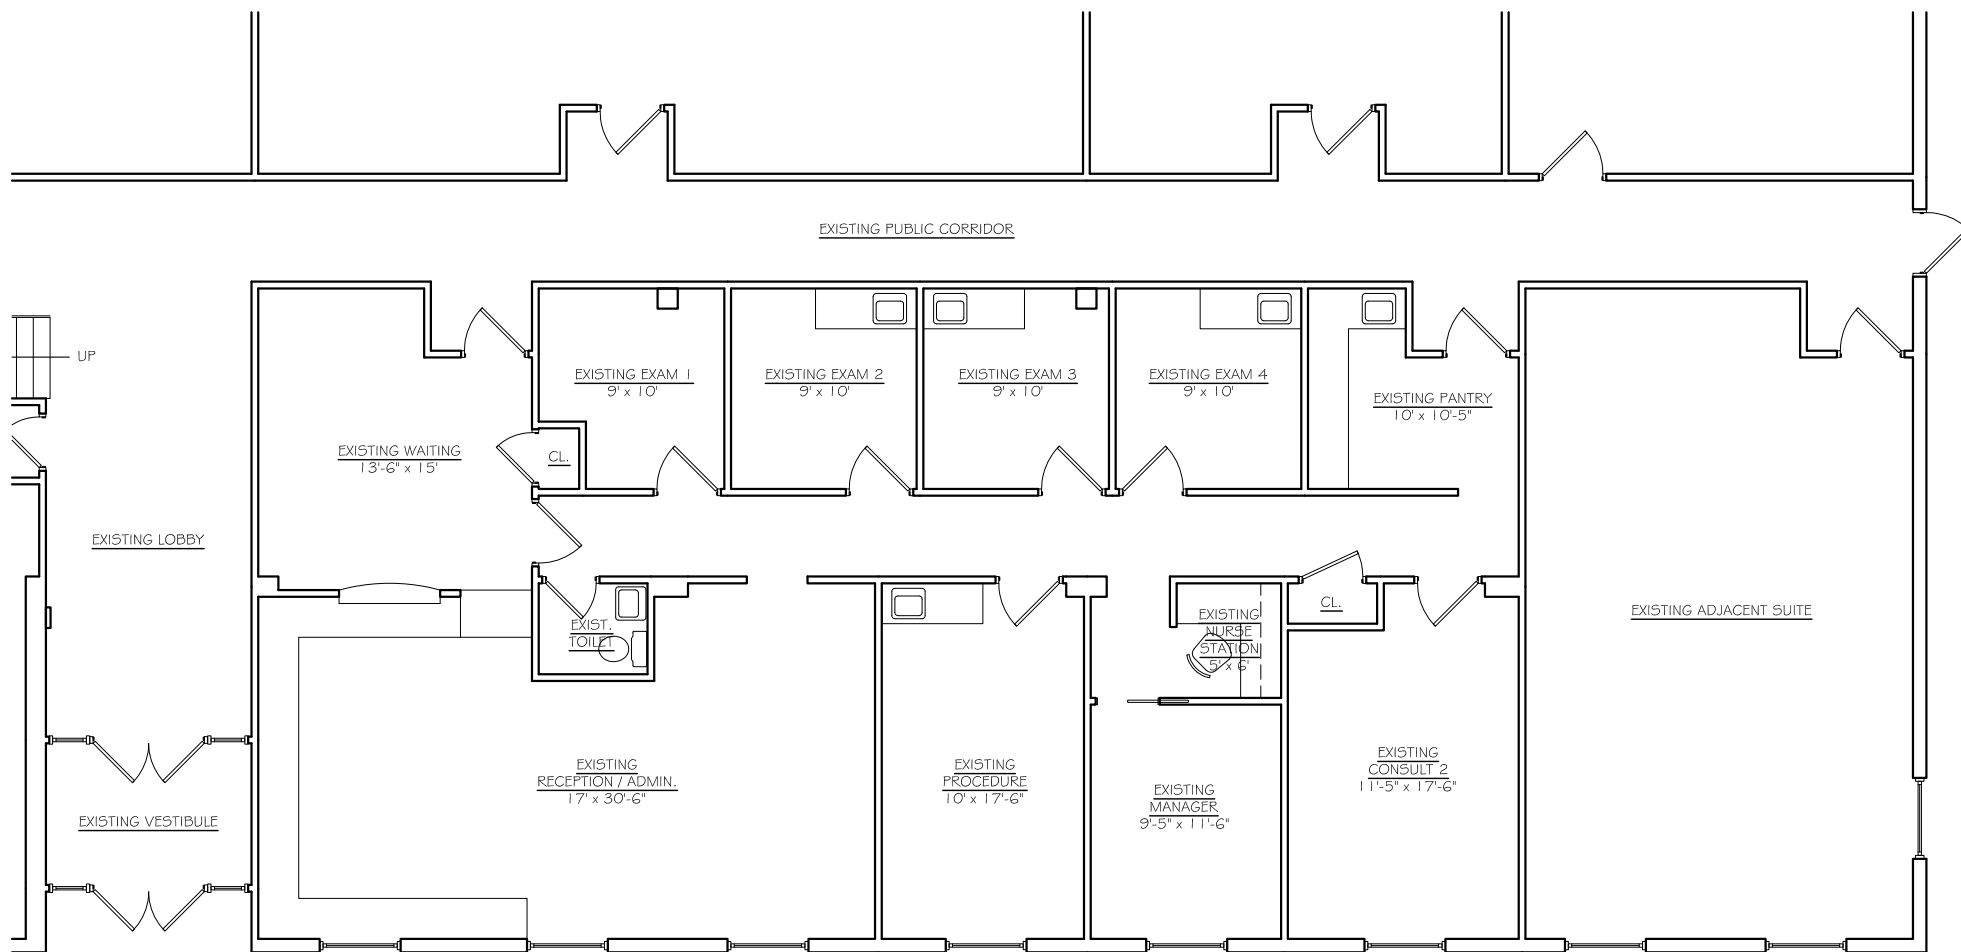 EXISTING PUBLIC CORRIDOR
UP
EXISTING EXAM 1
9' x 10'
EXISTING EXAM 2
9' x 10'
EXISTING EXAM 3
9' x 10'
EXISTING EXAM 4
9' x 10'
EXISTING PANTRY
10' x 10'-5"
EXISTING WAITING
13'-6" x 15'
CL.
EXISTING LOBBY
EXIST.
TOILET
EXISTING
NURSE
STATION
5' x 6'
CL.
EXISTING ADJACENT SUITE
EXISTING
RECEPTION / ADMIN.
17' x 30'-6"
EXISTING
PROCEDURE
10' x 17'-6"
EXISTING
MANAGER
9'-5" x 11'-6"
EXISTING
CONSULT 2
11'-5" x 17'-6"
EXISTING VESTIBULE